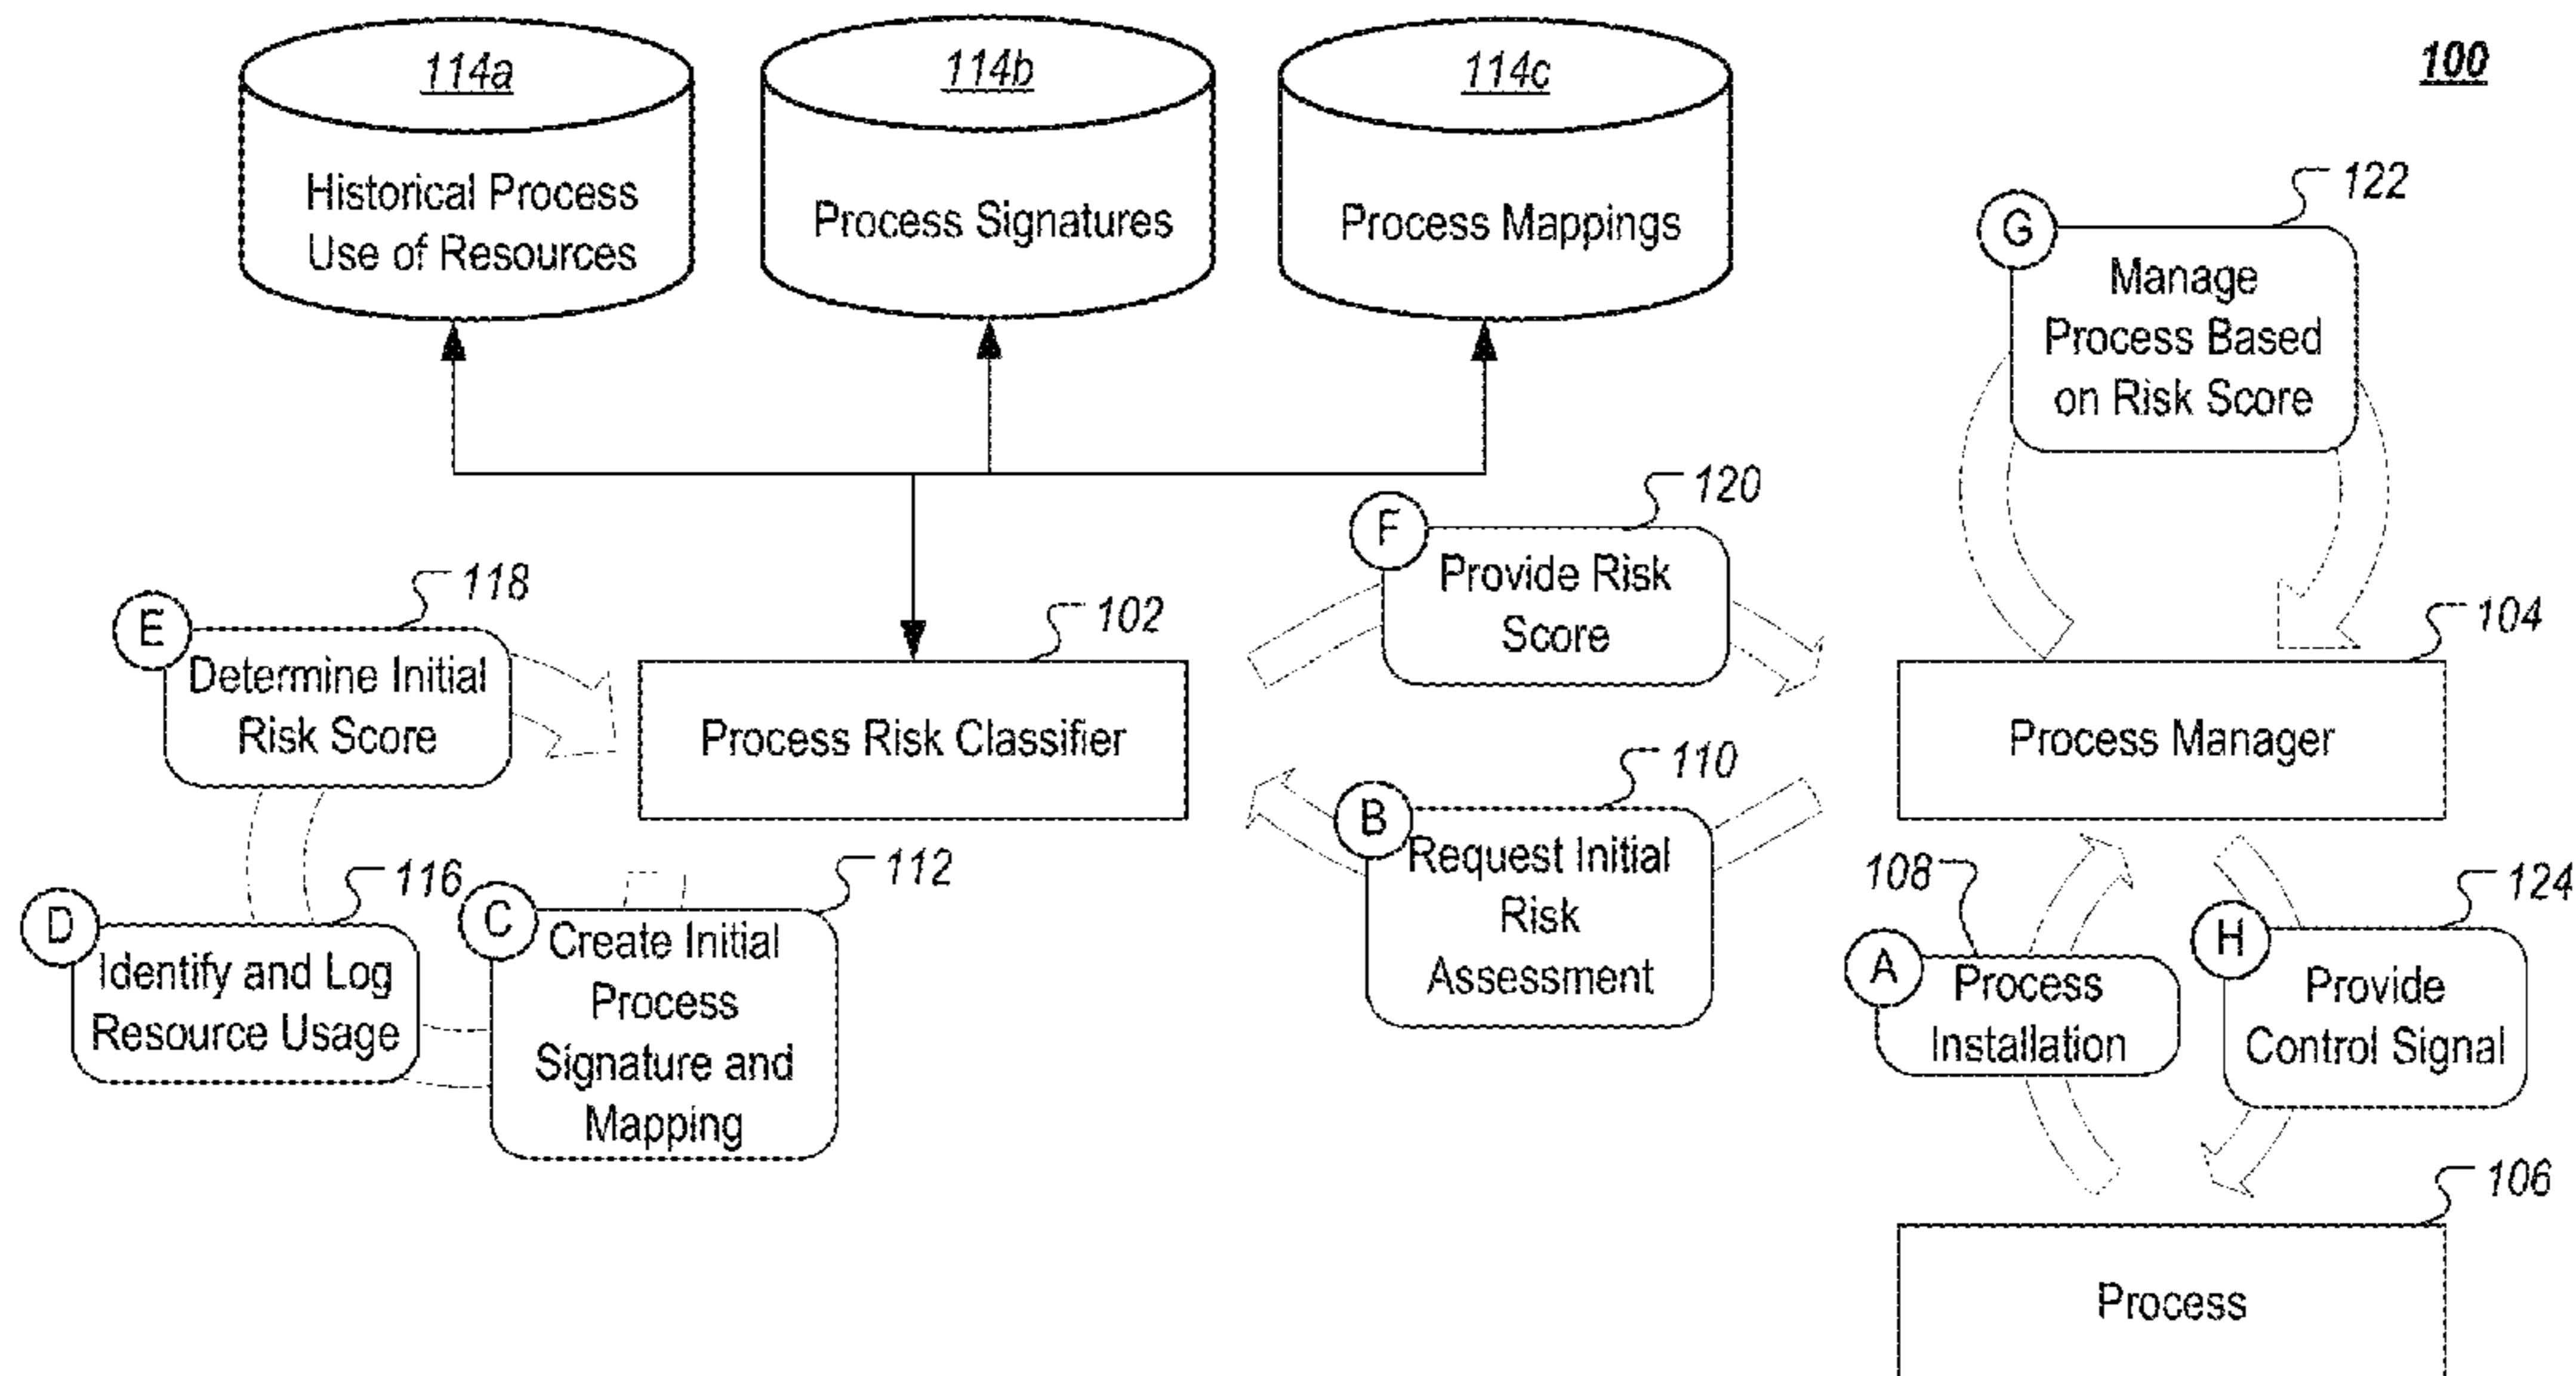 114a
114b
114c
100
Historical Process
Use of Resources
Process Signatures
Process Mappings
122
G
Manage
Process Based
on Risk Score
120
F
Provide Risk
Score
118
E
Determine Initial
Risk Score
102
Process Risk Classifier
104
Process Manager
110
B
Request Initial
Risk
Assessment
116
D
Identify and Log
Resource Usage
112
C
Create Initial
Process
Signature and
Mapping
108
A
Process
Installation
124
H
Provide
Control Signal
106
Process